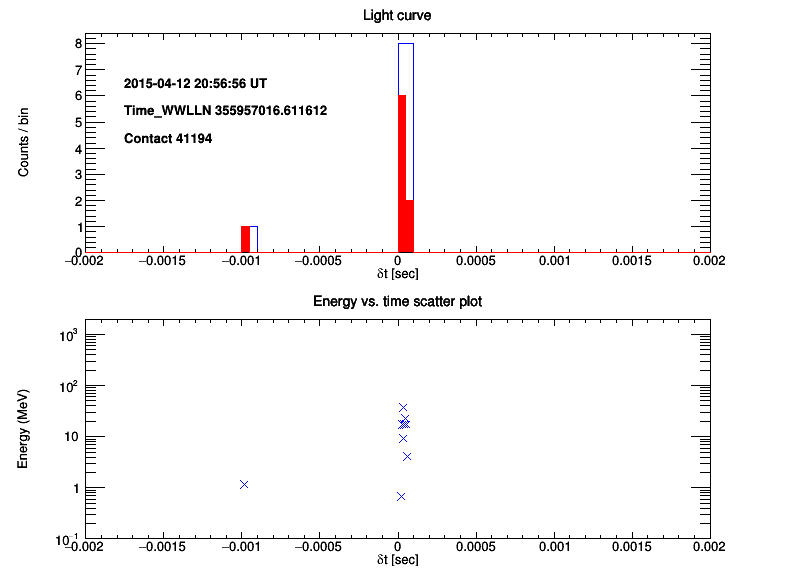 Light curve
8
7
6
5
4
3
2
1
0
Counts / bin
2015-04-12 20:56:56 UT
Time_WWLLN 355957016.611612
Contact 41194
−0.002 −0.0015 −0.001 −0.0005 0 0.0005 0.001 0.0015 0.002
δt [sec]
Energy vs. time scatter plot
10³
10²
10
1
10⁻¹
Energy (MeV)
−0.002 −0.0015 −0.001 −0.0005 0 0.0005 0.001 0.0015 0.002
δt [sec]